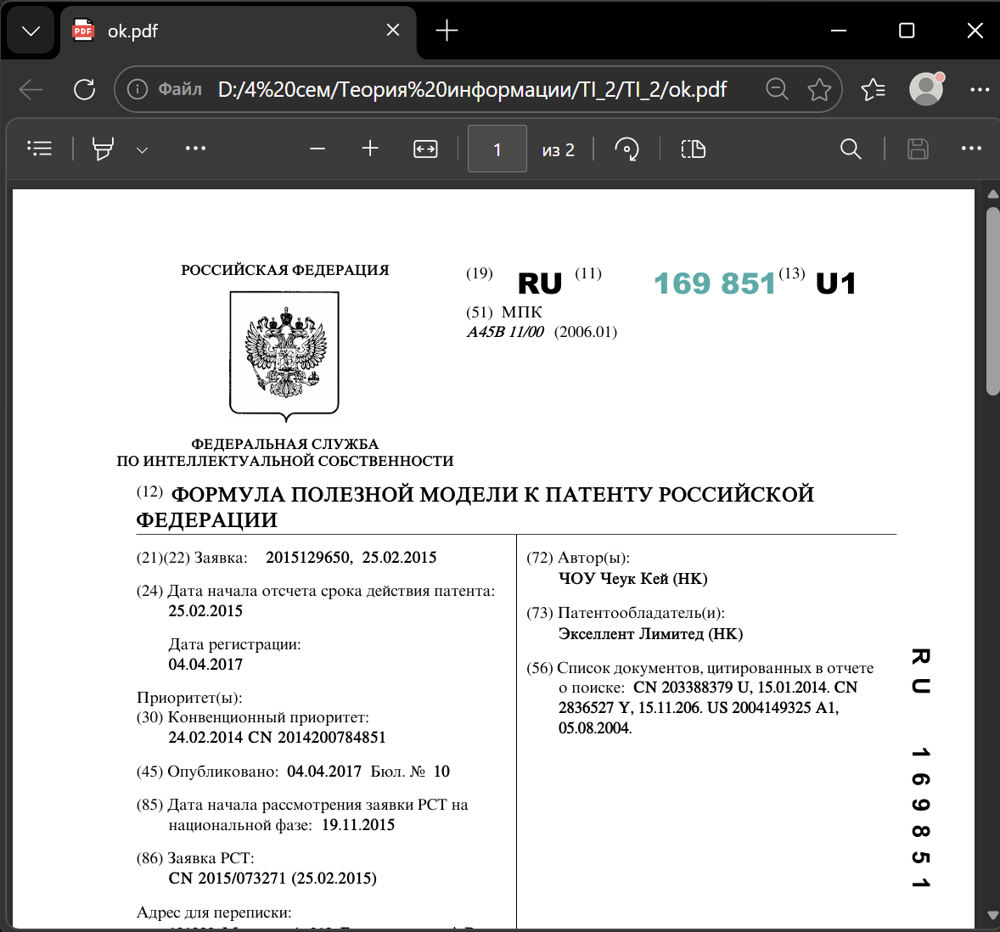 ok.pdf
Файл D:/4%20сем/Теория%20информации/TI_2/TI_2/ok.pdf
1 из 2
РОССИЙСКАЯ ФЕДЕРАЦИЯ
(19) RU (11) 169 851 (13) U1
(51) МПК
A45B 11/00 (2006.01)
ФЕДЕРАЛЬНАЯ СЛУЖБА
ПО ИНТЕЛЛЕКТУАЛЬНОЙ СОБСТВЕННОСТИ
(12) ФОРМУЛА ПОЛЕЗНОЙ МОДЕЛИ К ПАТЕНТУ РОССИЙСКОЙ
ФЕДЕРАЦИИ
(21)(22) Заявка: 2015129650, 25.02.2015
(24) Дата начала отсчета срока действия патента:
25.02.2015
Дата регистрации:
04.04.2017
Приоритет(ы):
(30) Конвенционный приоритет:
24.02.2014 CN 2014200784851
(45) Опубликовано: 04.04.2017 Бюл. № 10
(85) Дата начала рассмотрения заявки PCT на
национальной фазе: 19.11.2015
(86) Заявка PCT:
CN 2015/073271 (25.02.2015)
Адрес для переписки:
(72) Автор(ы):
ЧОУ Чеук Кей (HK)
(73) Патентообладатель(и):
Экселлент Лимитед (HK)
(56) Список документов, цитированных в отчете
о поиске: CN 203388379 U, 15.01.2014. CN
2836527 Y, 15.11.206. US 2004149325 A1,
05.08.2004.
RU 169851